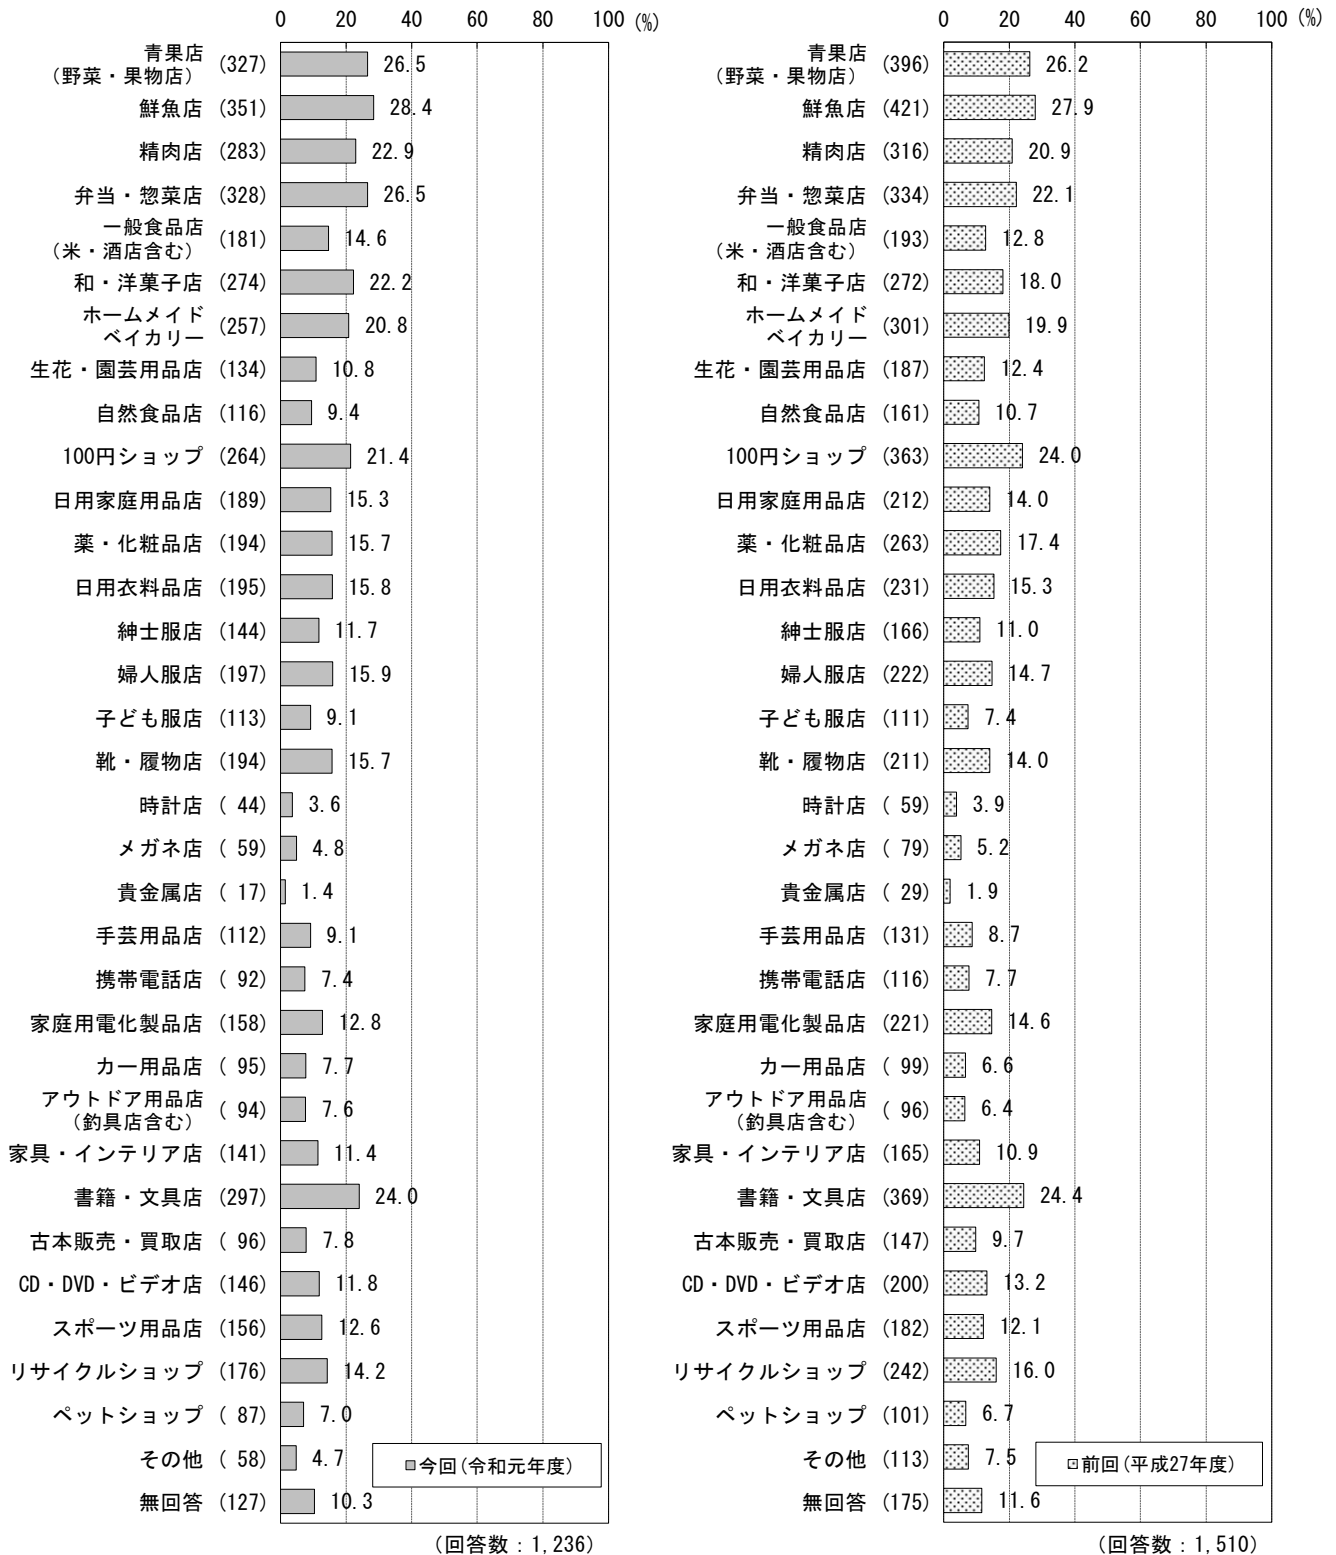 0 20 40 60 80 100 (%)
青果店
（野菜・果物店） (327) 26.5
鮮魚店 (351) 28.4
精肉店 (283) 22.9
弁当・惣菜店 (328) 26.5
一般食品店
（米・酒店含む） (181) 14.6
和・洋菓子店 (274) 22.2
ホームメイド
ベイカリー (257) 20.8
生花・園芸用品店 (134) 10.8
自然食品店 (116) 9.4
100円ショップ (264) 21.4
日用家庭用品店 (189) 15.3
薬・化粧品店 (194) 15.7
日用衣料品店 (195) 15.8
紳士服店 (144) 11.7
婦人服店 (197) 15.9
子ども服店 (113) 9.1
靴・履物店 (194) 15.7
時計店 ( 44) 3.6
メガネ店 ( 59) 4.8
貴金属店 ( 17) 1.4
手芸用品店 (112) 9.1
携帯電話店 ( 92) 7.4
家庭用電化製品店 (158) 12.8
カー用品店 ( 95) 7.7
アウトドア用品店
（釣具店含む） ( 94) 7.6
家具・インテリア店 (141) 11.4
書籍・文具店 (297) 24.0
古本販売・買取店 ( 96) 7.8
CD・DVD・ビデオ店 (146) 11.8
スポーツ用品店 (156) 12.6
リサイクルショップ (176) 14.2
ペットショップ ( 87) 7.0
その他 ( 58) 4.7
無回答 (127) 10.3
今回(令和元年度)
（回答数：1,236）
0 20 40 60 80 100 (%)
青果店
（野菜・果物店） (396) 26.2
鮮魚店 (421) 27.9
精肉店 (316) 20.9
弁当・惣菜店 (334) 22.1
一般食品店
（米・酒店含む） (193) 12.8
和・洋菓子店 (272) 18.0
ホームメイド
ベイカリー (301) 19.9
生花・園芸用品店 (187) 12.4
自然食品店 (161) 10.7
100円ショップ (363) 24.0
日用家庭用品店 (212) 14.0
薬・化粧品店 (263) 17.4
日用衣料品店 (231) 15.3
紳士服店 (166) 11.0
婦人服店 (222) 14.7
子ども服店 (111) 7.4
靴・履物店 (211) 14.0
時計店 ( 59) 3.9
メガネ店 ( 79) 5.2
貴金属店 ( 29) 1.9
手芸用品店 (131) 8.7
携帯電話店 (116) 7.7
家庭用電化製品店 (221) 14.6
カー用品店 ( 99) 6.6
アウトドア用品店
（釣具店含む） ( 96) 6.4
家具・インテリア店 (165) 10.9
書籍・文具店 (369) 24.4
古本販売・買取店 (147) 9.7
CD・DVD・ビデオ店 (200) 13.2
スポーツ用品店 (182) 12.1
リサイクルショップ (242) 16.0
ペットショップ (101) 6.7
その他 (113) 7.5
無回答 (175) 11.6
前回(平成27年度)
（回答数：1,510）